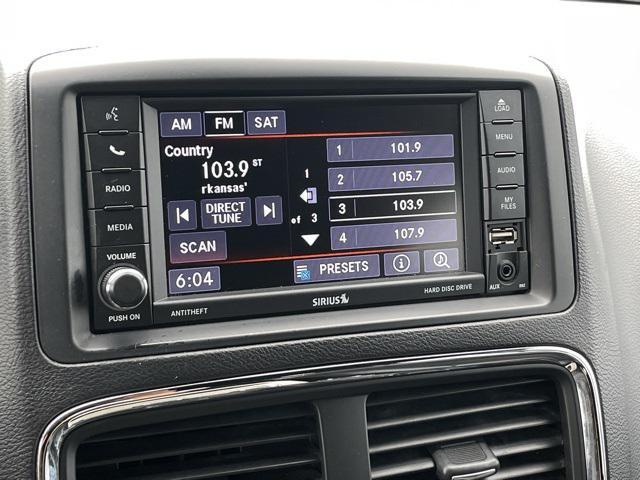 AM FM SAT
Country
103.9 ST
rkansas'
DIRECT TUNE
SCAN
6:04
1
of 3
1 101.9
2 105.7
3 103.9
4 107.9
PRESETS
i
RADIO
MEDIA
VOLUME
PUSH ON
ANTITHEFT
SIRIUS
HARD DISC DRIVE
LOAD
MENU
AUDIO
MY FILES
AUX